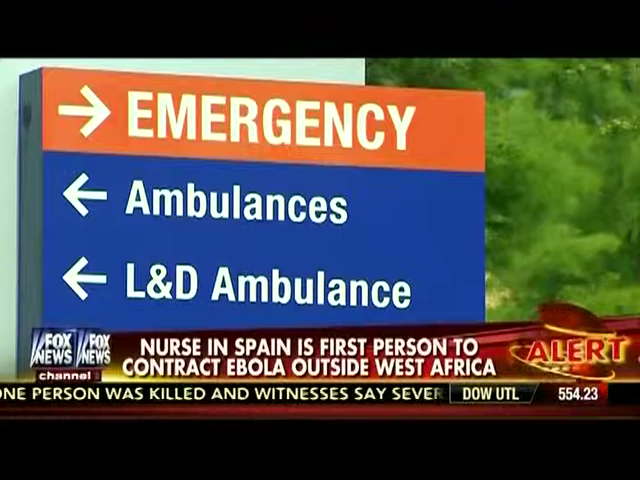 → EMERGENCY
← Ambulances
← L&D Ambulance
FOX NEWS channel
FOX NEWS
NURSE IN SPAIN IS FIRST PERSON TO
CONTRACT EBOLA OUTSIDE WEST AFRICA
ALERT
ONE PERSON WAS KILLED AND WITNESSES SAY SEVER
DOW UTL 554.23